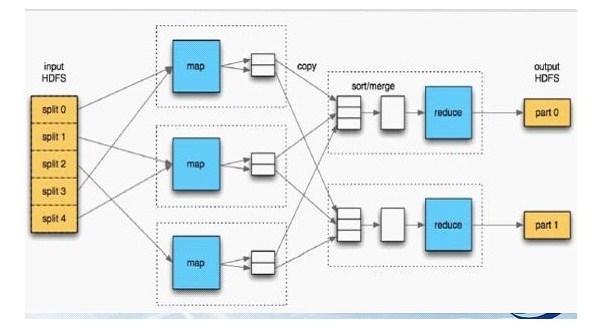 input
HDFS
split 0
split 1
split 2
split 3
split 4
map
map
map
copy
sort/merge
reduce
reduce
output
HDFS
part 0
part 1